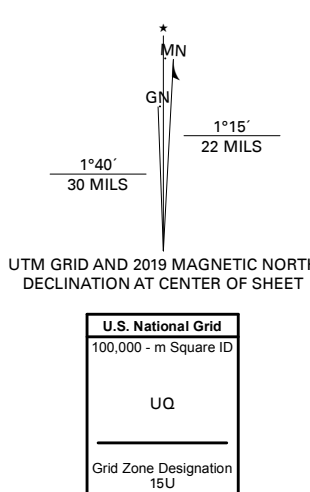 ★
MN
GN
1°15´
22 MILS
1°40´
30 MILS
UTM GRID AND 2019 MAGNETIC NORTH
DECLINATION AT CENTER OF SHEET
U.S. National Grid
100,000 - m Square ID
UQ
Grid Zone Designation
15U